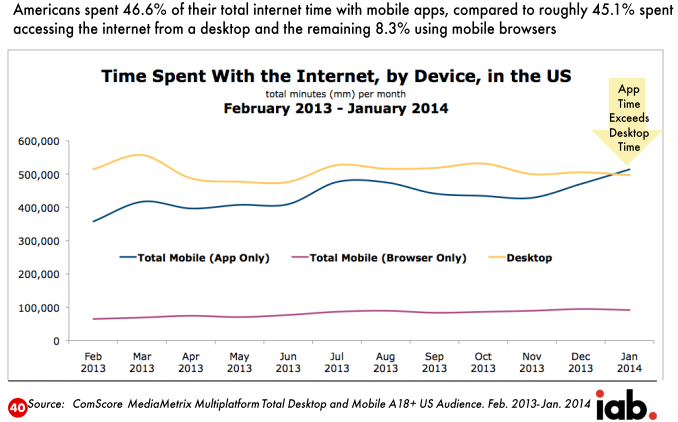 Americans spent 46.6% of their total internet time with mobile apps, compared to roughly 45.1% spent
accessing the internet from a desktop and the remaining 8.3% using mobile browsers
Time Spent With the Internet, by Device, in the US
total minutes (mm) per month
February 2013 - January 2014
App
Time
Exceeds
Desktop
Time
600,000
500,000
400,000
300,000
200,000
100,000
0
Total Mobile (App Only) Total Mobile (Browser Only) Desktop
Feb Mar Apr May Jun Jul Aug Sep Oct Nov Dec Jan
2013 2013 2013 2013 2013 2013 2013 2013 2013 2013 2013 2014
40 Source: ComScore MediaMetrix Multiplatform Total Desktop and Mobile A18+ US Audience. Feb. 2013-Jan. 2014
iab.